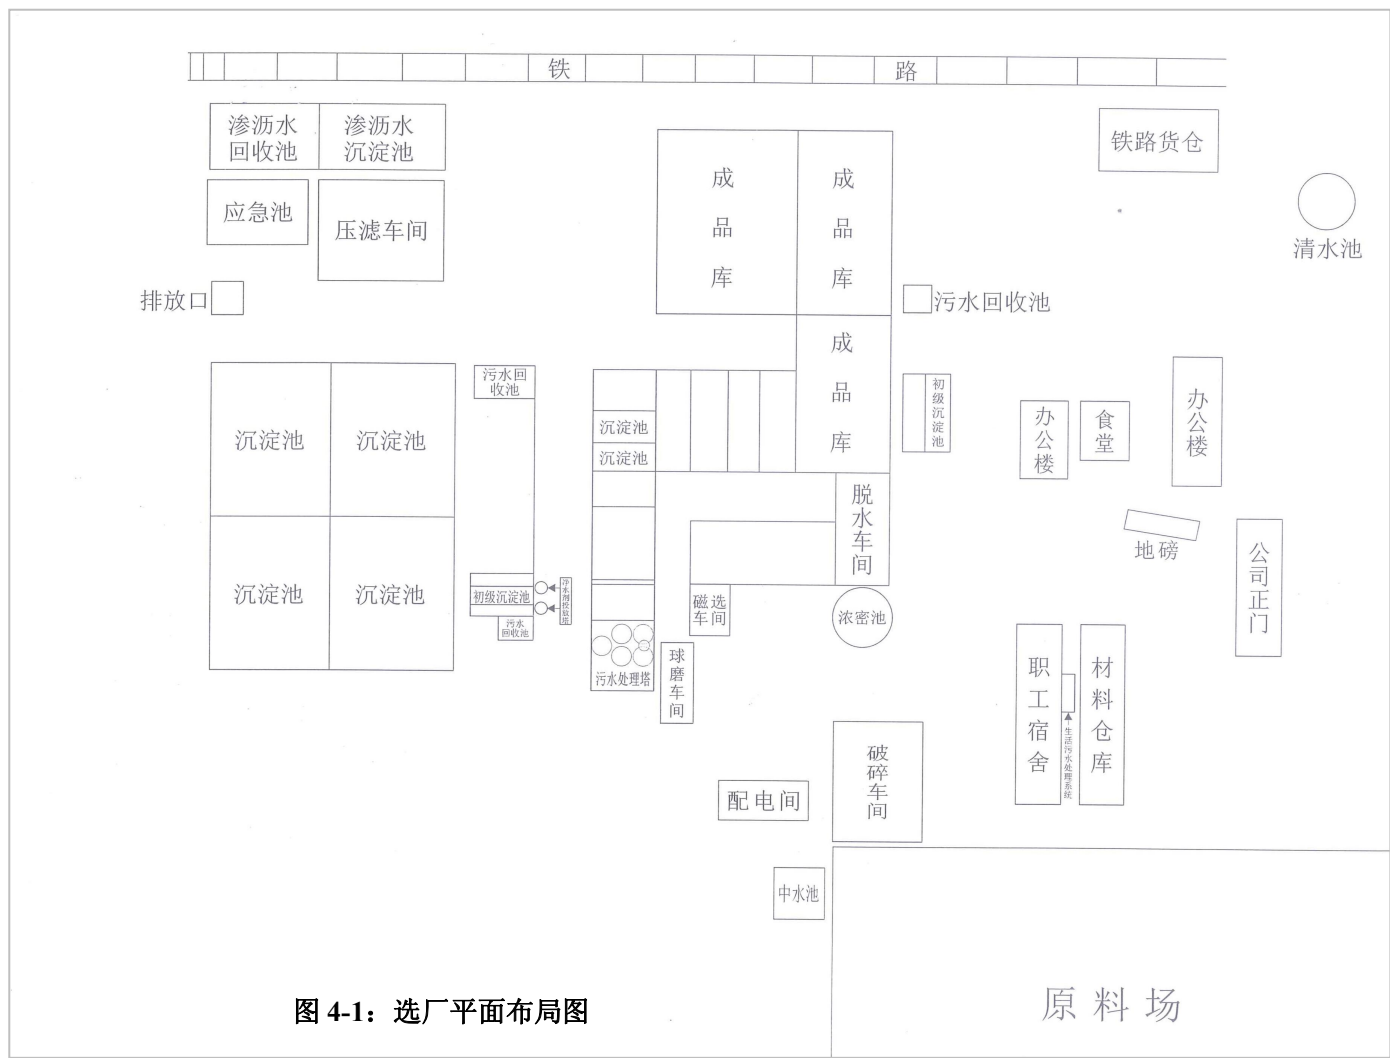 铁 路
渗沥水
回收池
渗沥水
沉淀池
铁路货仓
成品库
成品库
应急池
压滤车间
清水池
排放口
污水回收池
成品库
污水回
收池
初级沉淀池
办公楼
食堂
办公楼
沉淀池
沉淀池
沉淀池
沉淀池
脱水车间
地磅
公司正门
沉淀池
沉淀池
初级沉淀池
净水剂投放塔
污水
回收池
磁选
车间
浓密池
污水处理塔
球磨车间
职工宿舍
生活污水处理系统
材料仓库
破碎车间
配电间
中水池
原料场
图 4-1：选厂平面布局图